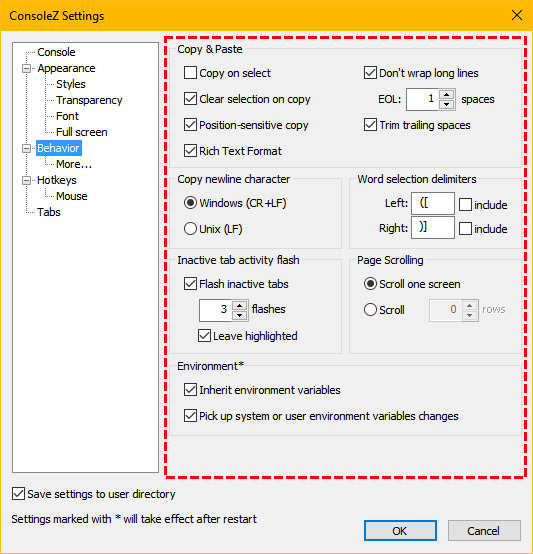 ConsoleZ Settings
Console
Appearance
Styles
Transparency
Font
Full screen
Behavior
More...
Hotkeys
Mouse
Tabs
Copy & Paste
Copy on select
Don't wrap long lines
Clear selection on copy
EOL: 1 spaces
Position-sensitive copy
Trim trailing spaces
Rich Text Format
Copy newline character
Windows (CR+LF)
Unix (LF)
Word selection delimiters
Left: ([ include
Right: )] include
Inactive tab activity flash
Flash inactive tabs
3 flashes
Leave highlighted
Page Scrolling
Scroll one screen
Scroll 0 rows
Environment*
Inherit environment variables
Pick up system or user environment variables changes
Save settings to user directory
Settings marked with * will take effect after restart
OK Cancel